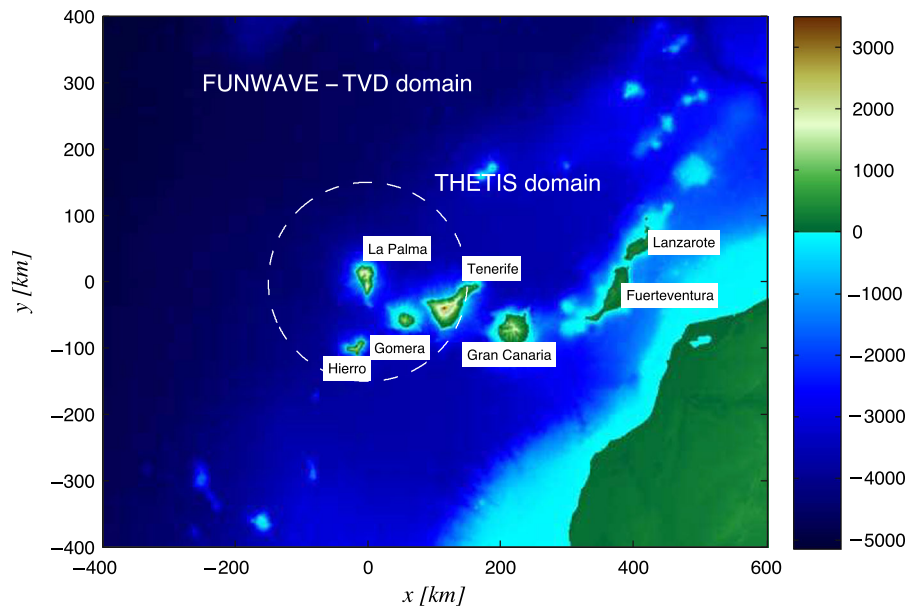 400
300
200
100
0
−100
−200
−300
−400
y [km]
FUNWAVE – TVD domain
THETIS domain
La Palma
Tenerife
Lanzarote
Fuerteventura
Gomera
Gran Canaria
Hierro
−400
−200
0
200
400
600
x [km]
3000
2000
1000
0
−1000
−2000
−3000
−4000
−5000